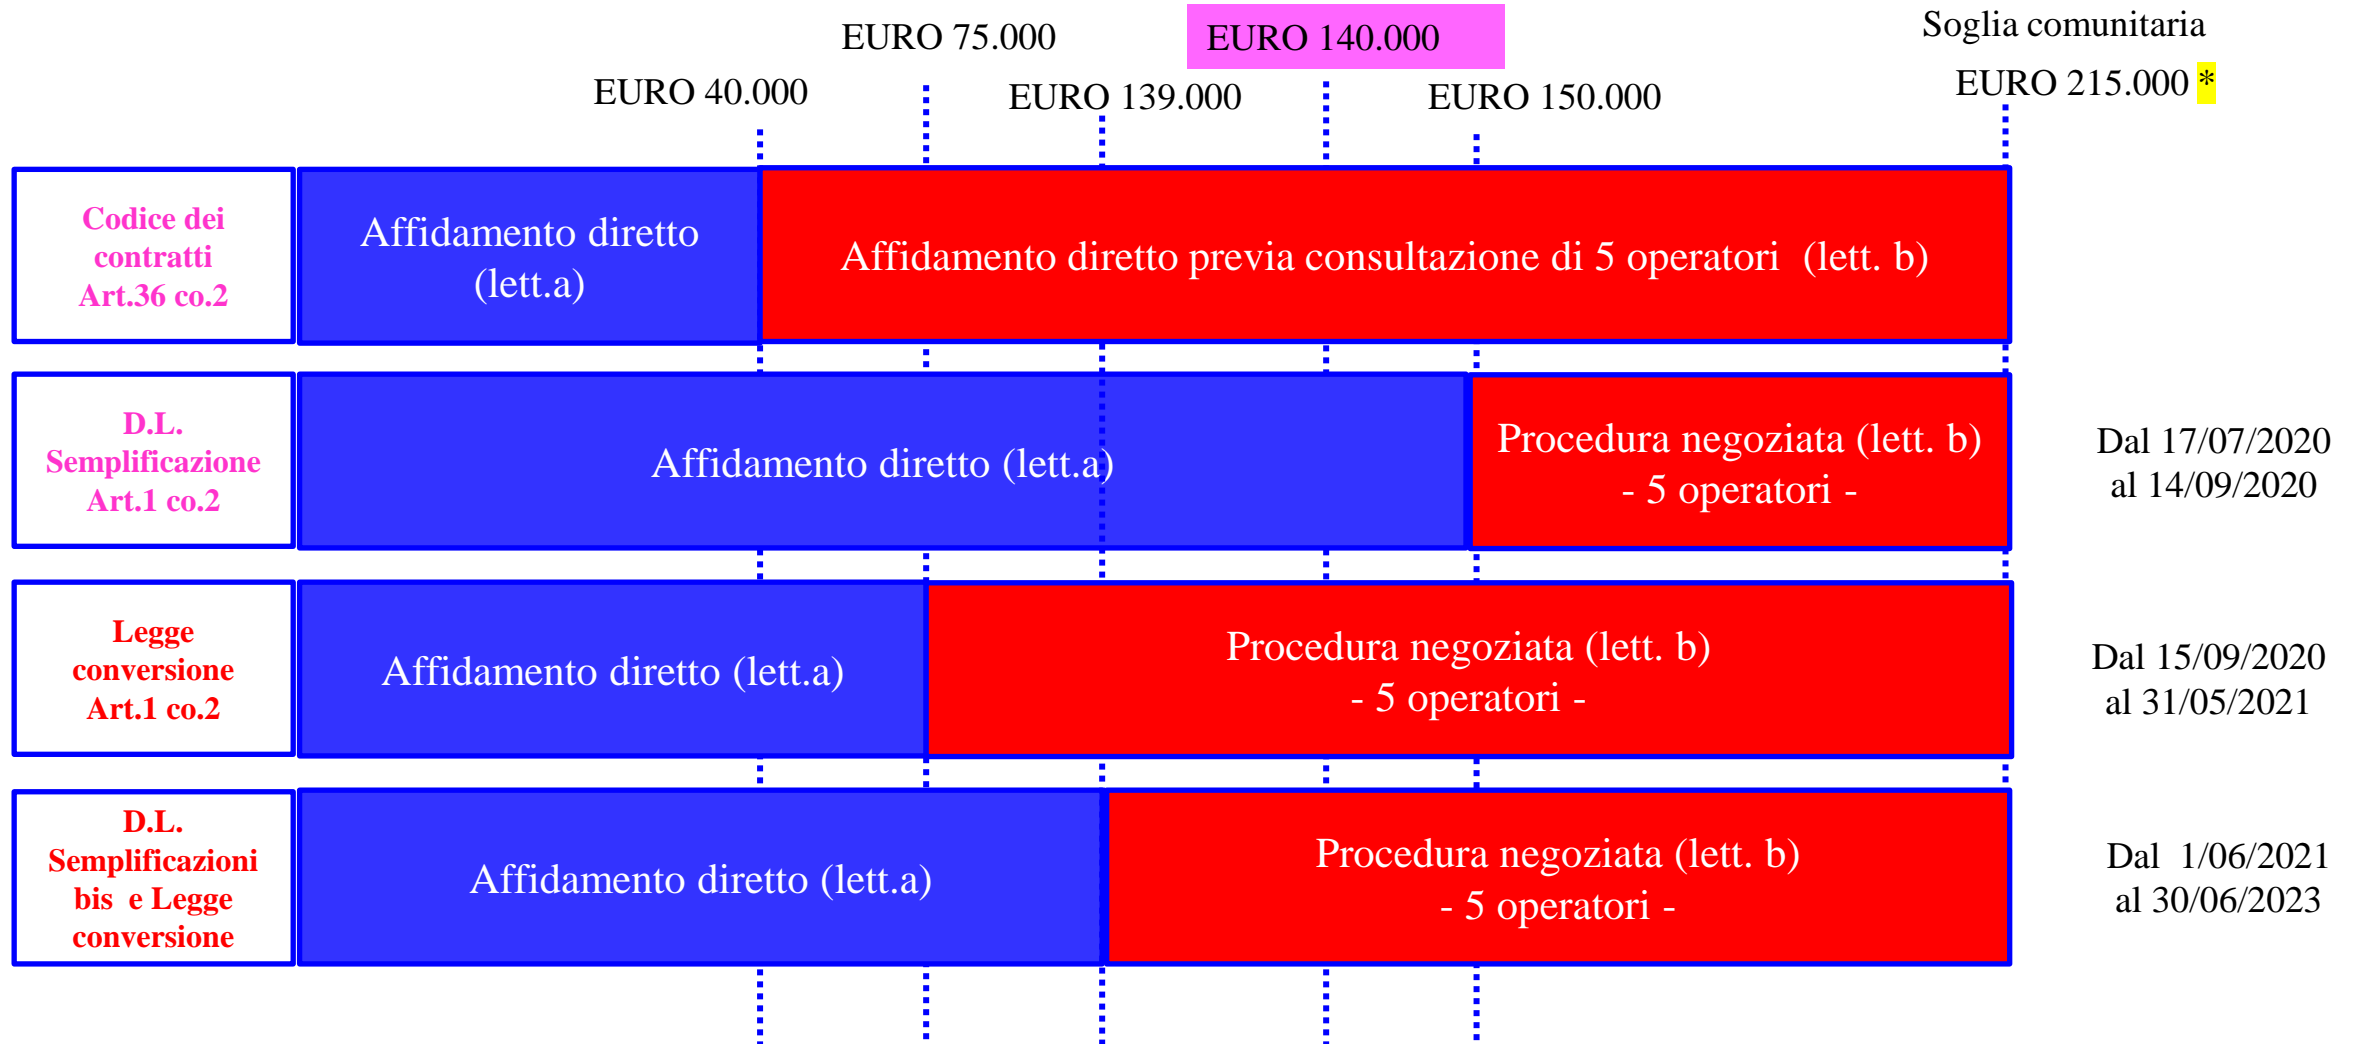 EURO 75.000
EURO 140.000
Soglia comunitaria
EURO 40.000
EURO 139.000
EURO 150.000
EURO 215.000 *
Codice dei
contratti
Art.36 co.2
Affidamento diretto
(lett.a)
Affidamento diretto previa consultazione di 5 operatori (lett. b)
D.L.
Semplificazione
Art.1 co.2
Affidamento diretto (lett.a)
Procedura negoziata (lett. b)
- 5 operatori -
Dal 17/07/2020
al 14/09/2020
Legge
conversione
Art.1 co.2
Affidamento diretto (lett.a)
Procedura negoziata (lett. b)
- 5 operatori -
Dal 15/09/2020
al 31/05/2021
D.L.
Semplificazioni
bis e Legge
conversione
Affidamento diretto (lett.a)
Procedura negoziata (lett. b)
- 5 operatori -
Dal 1/06/2021
al 30/06/2023